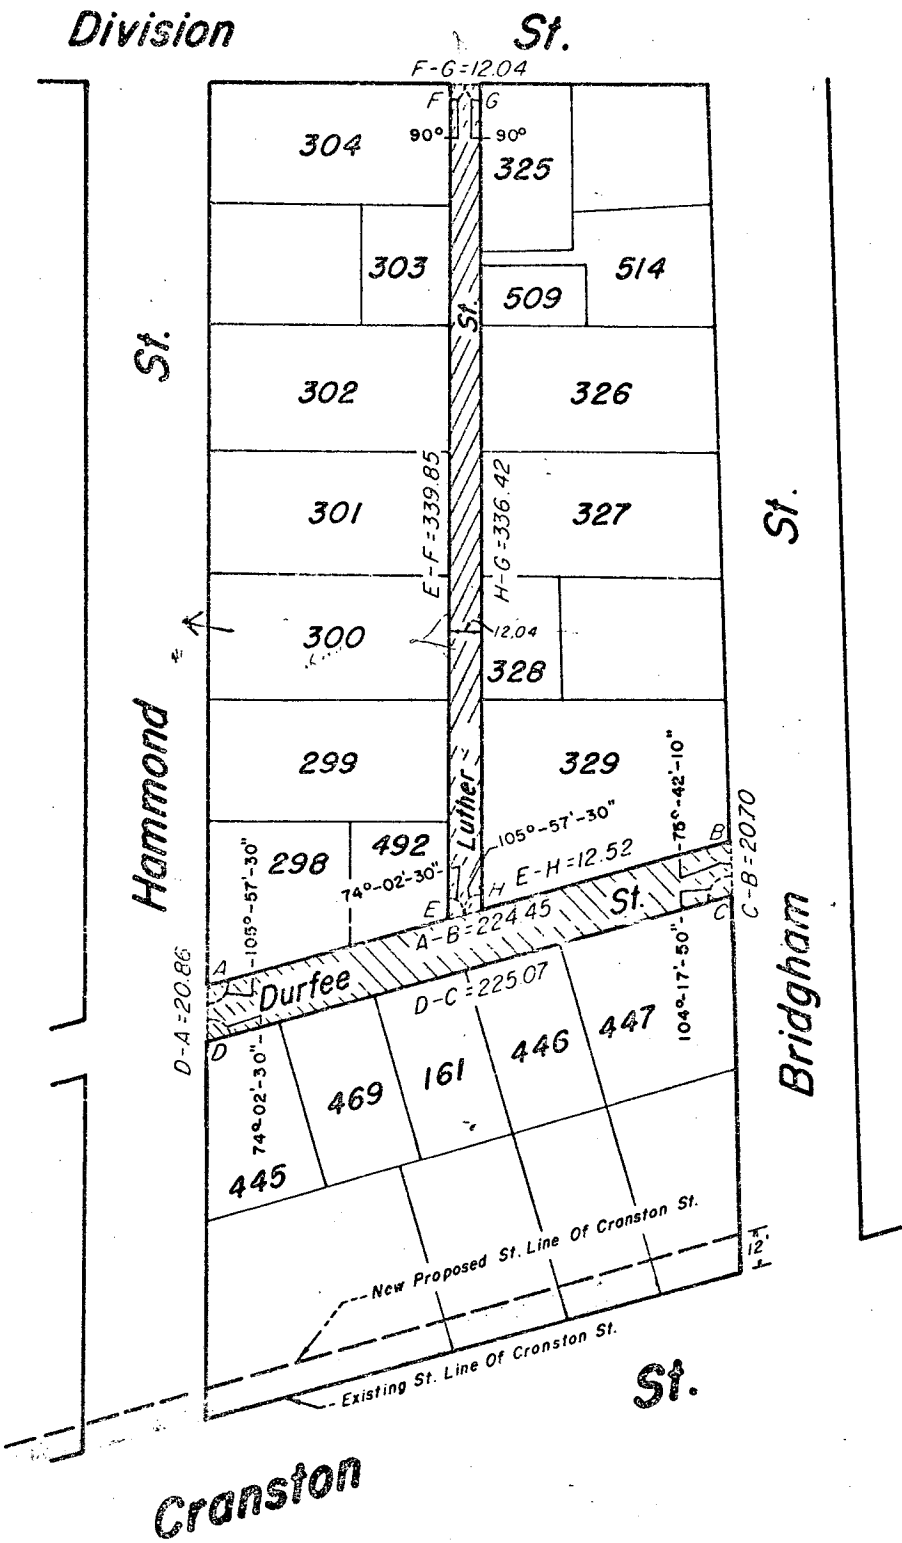 Division St.
F-G=12.04
F G
90° 90°
304
325
303
514
509
St.
St.
302
326
E-F=339.85
H-G=336.42
301
327
St.
300
12.04
328
Hammond
299
329
Luther
75°-42'-10"
105°-57'-30"
B
C-B=20.70
298
492
105°-57'-30"
74°-02'-30"
E-H=12.52
E H
A-B=224.45
St.
C
A
Durfee
D-C=225.07
D-A=20.86
D
74°-02'-30"
104°-17'-50"
Bridgham
445
469
161
446
447
New Proposed St. Line Of Cranston St.
12'
Existing St. Line Of Cranston St.
St.
Cranston